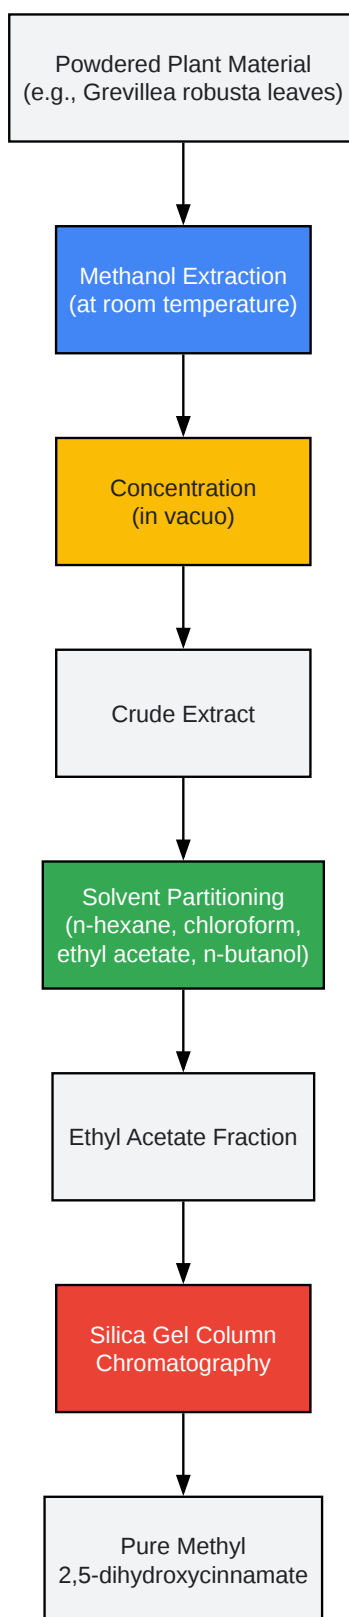 Powdered Plant Material
(e.g., Grevillea robusta leaves)
Methanol Extraction
(at room temperature)
Concentration
(in vacuo)
Crude Extract
Solvent Partitioning
(n-hexane, chloroform,
ethyl acetate, n-butanol)
Ethyl Acetate Fraction
Silica Gel Column
Chromatography
Pure Methyl
2,5-dihydroxycinnamate